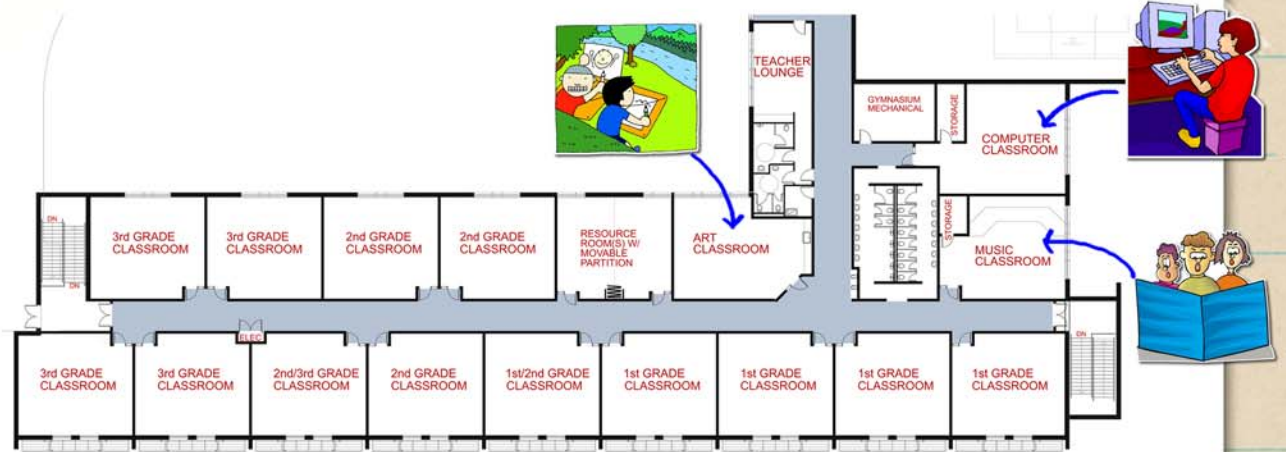 TEACHER
LOUNGE
GYMNASIUM
MECHANICAL
STORAGE
COMPUTER
CLASSROOM
DN
DN
3rd GRADE
CLASSROOM
3rd GRADE
CLASSROOM
2nd GRADE
CLASSROOM
2nd GRADE
CLASSROOM
RESOURCE
ROOM(S) W/
MOVABLE
PARTITION
ART
CLASSROOM
STORAGE
MUSIC
CLASSROOM
ELEC
DN
3rd GRADE
CLASSROOM
3rd GRADE
CLASSROOM
2nd/3rd GRADE
CLASSROOM
2nd GRADE
CLASSROOM
1st/2nd GRADE
CLASSROOM
1st GRADE
CLASSROOM
1st GRADE
CLASSROOM
1st GRADE
CLASSROOM
1st GRADE
CLASSROOM